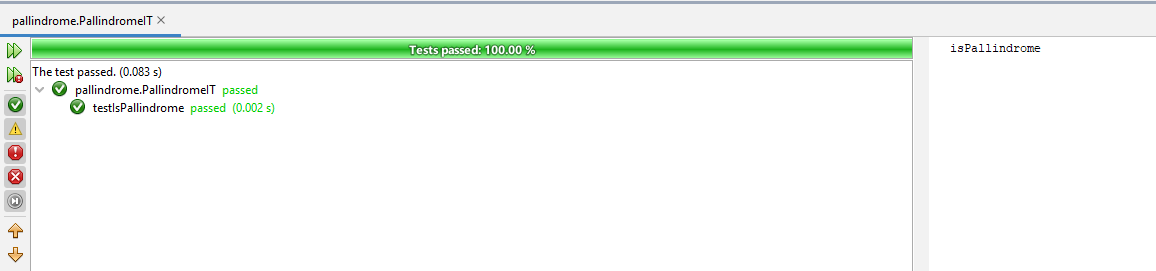 pallindrome.PallindromeIT
Tests passed: 100.00 %
The test passed. (0.083 s)
pallindrome.PallindromeIT passed
testIsPallindrome passed (0.002 s)
isPallindrome